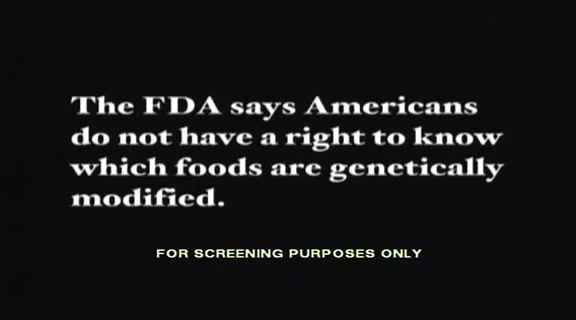 The FDA says Americans
do not have a right to know
which foods are genetically
modified.
FOR SCREENING PURPOSES ONLY